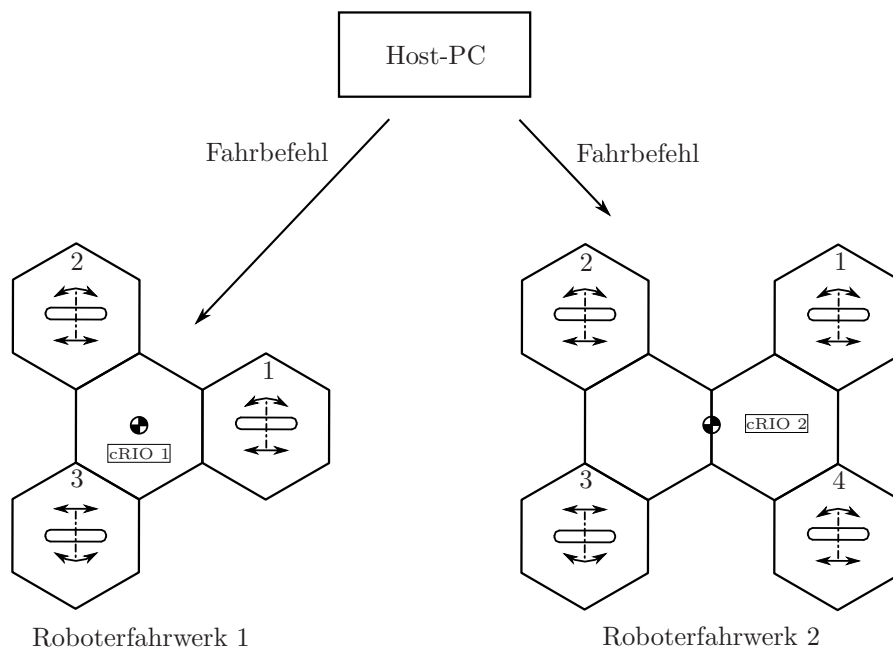 Host-PC
Fahrbefehl
Fahrbefehl
2
1
cRIO 1
3
Roboterfahrwerk 1
2
1
cRIO 2
3
4
Roboterfahrwerk 2